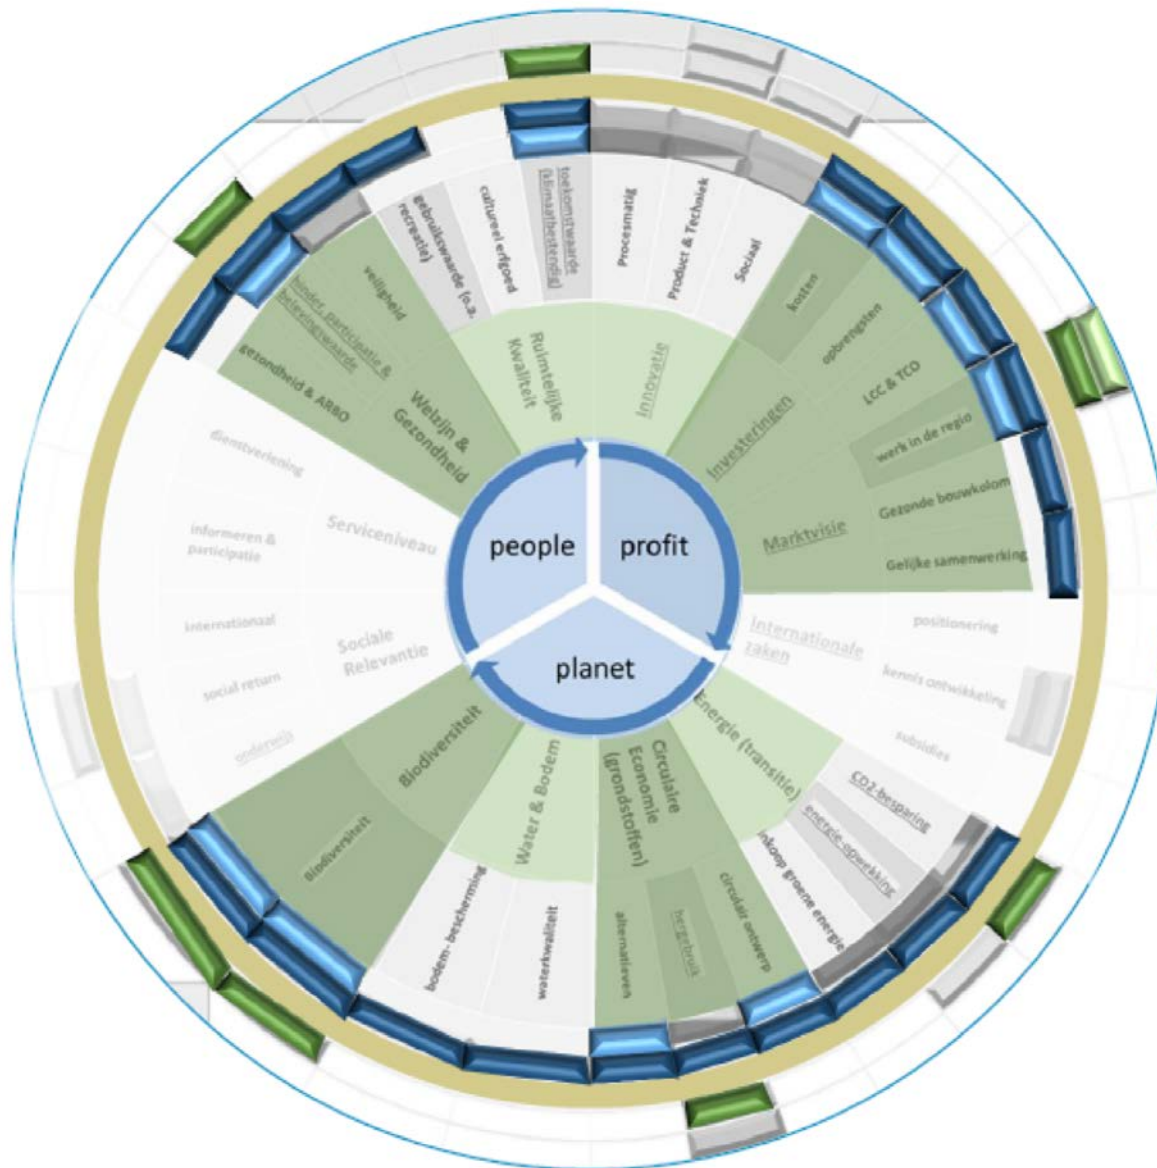 people
profit
planet
Ruimtelijke
Kwaliteit
gebruikswaarde (o.a.
recreatie)
cultureel erfgoed
toekomstwaarde
(klimaatbestendig)
Innovatie
Procesmatig
Product & Techniek
Sociaal
Investeringen
kosten
opbrengsten
LCC & TCO
Marktvisie
werk in de regio
Gezonde bouwkolom
Gelijke samenwerking
Internationale
zaken
positionering
kennis ontwikkeling
subsidies
Energie (transitie)
CO2-besparing
energie-opwekking
inkoop groene energie
Circulaire
Economie
(grondstoffen)
circulair ontwerp
hergebruik
alternatieven
Water & Bodem
waterkwaliteit
bodem- bescherming
Biodiversiteit
Biodiversiteit
Sociale
Relevantie
onderwijs
social return
Internationaal
Serviceniveau
informeren &
participatie
dienstverlening
Welzijn &
Gezondheid
gezondheid & ARBO
hinder, participatie &
belevingswaarde
veiligheid